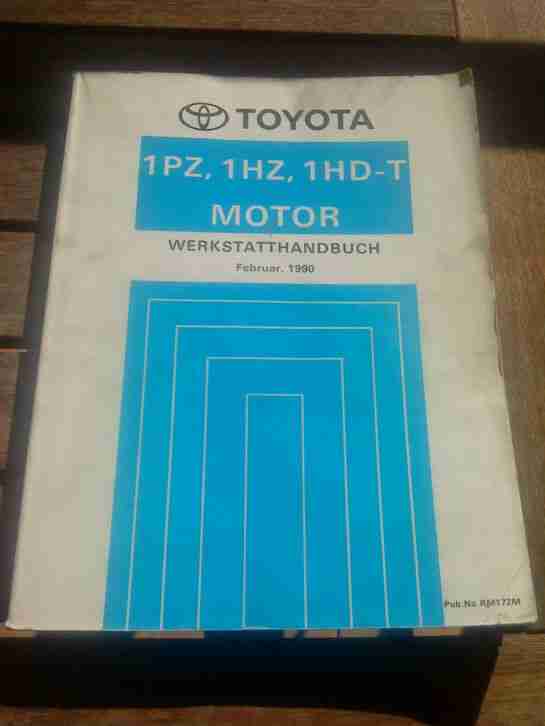 TOYOTA
1PZ, 1HZ, 1HD-T
MOTOR
WERKSTATTHANDBUCH
Februar. 1990
Pub.No.RM172M